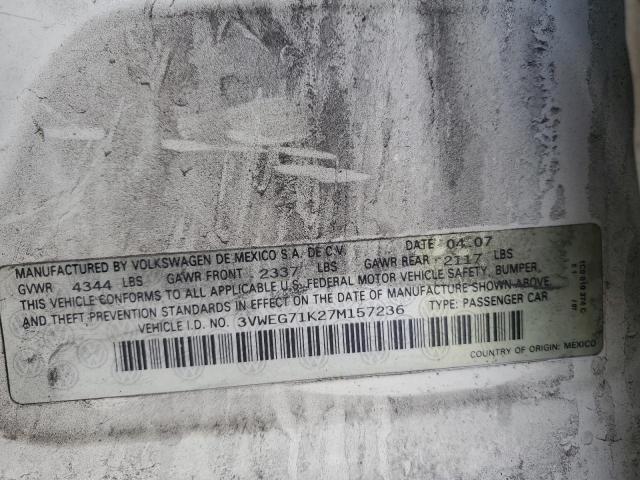 MANUFACTURED BY VOLKSWAGEN DE MEXICO S.A. DE C.V. DATE 04.07
GVWR 4344 LBS GAWR FRONT 2337 LBS GAWR REAR 2117 LBS
THIS VEHICLE CONFORMS TO ALL APPLICABLE U.S. FEDERAL MOTOR VEHICLE SAFETY, BUMPER,
AND THEFT PREVENTION STANDARDS IN EFFECT ON THE DATE OF MANUFACTURE SHOWN ABOVE.
VEHICLE I.D. NO. 3VWEG71K27M157236 TYPE: PASSENGER CAR
COUNTRY OF ORIGIN: MEXICO